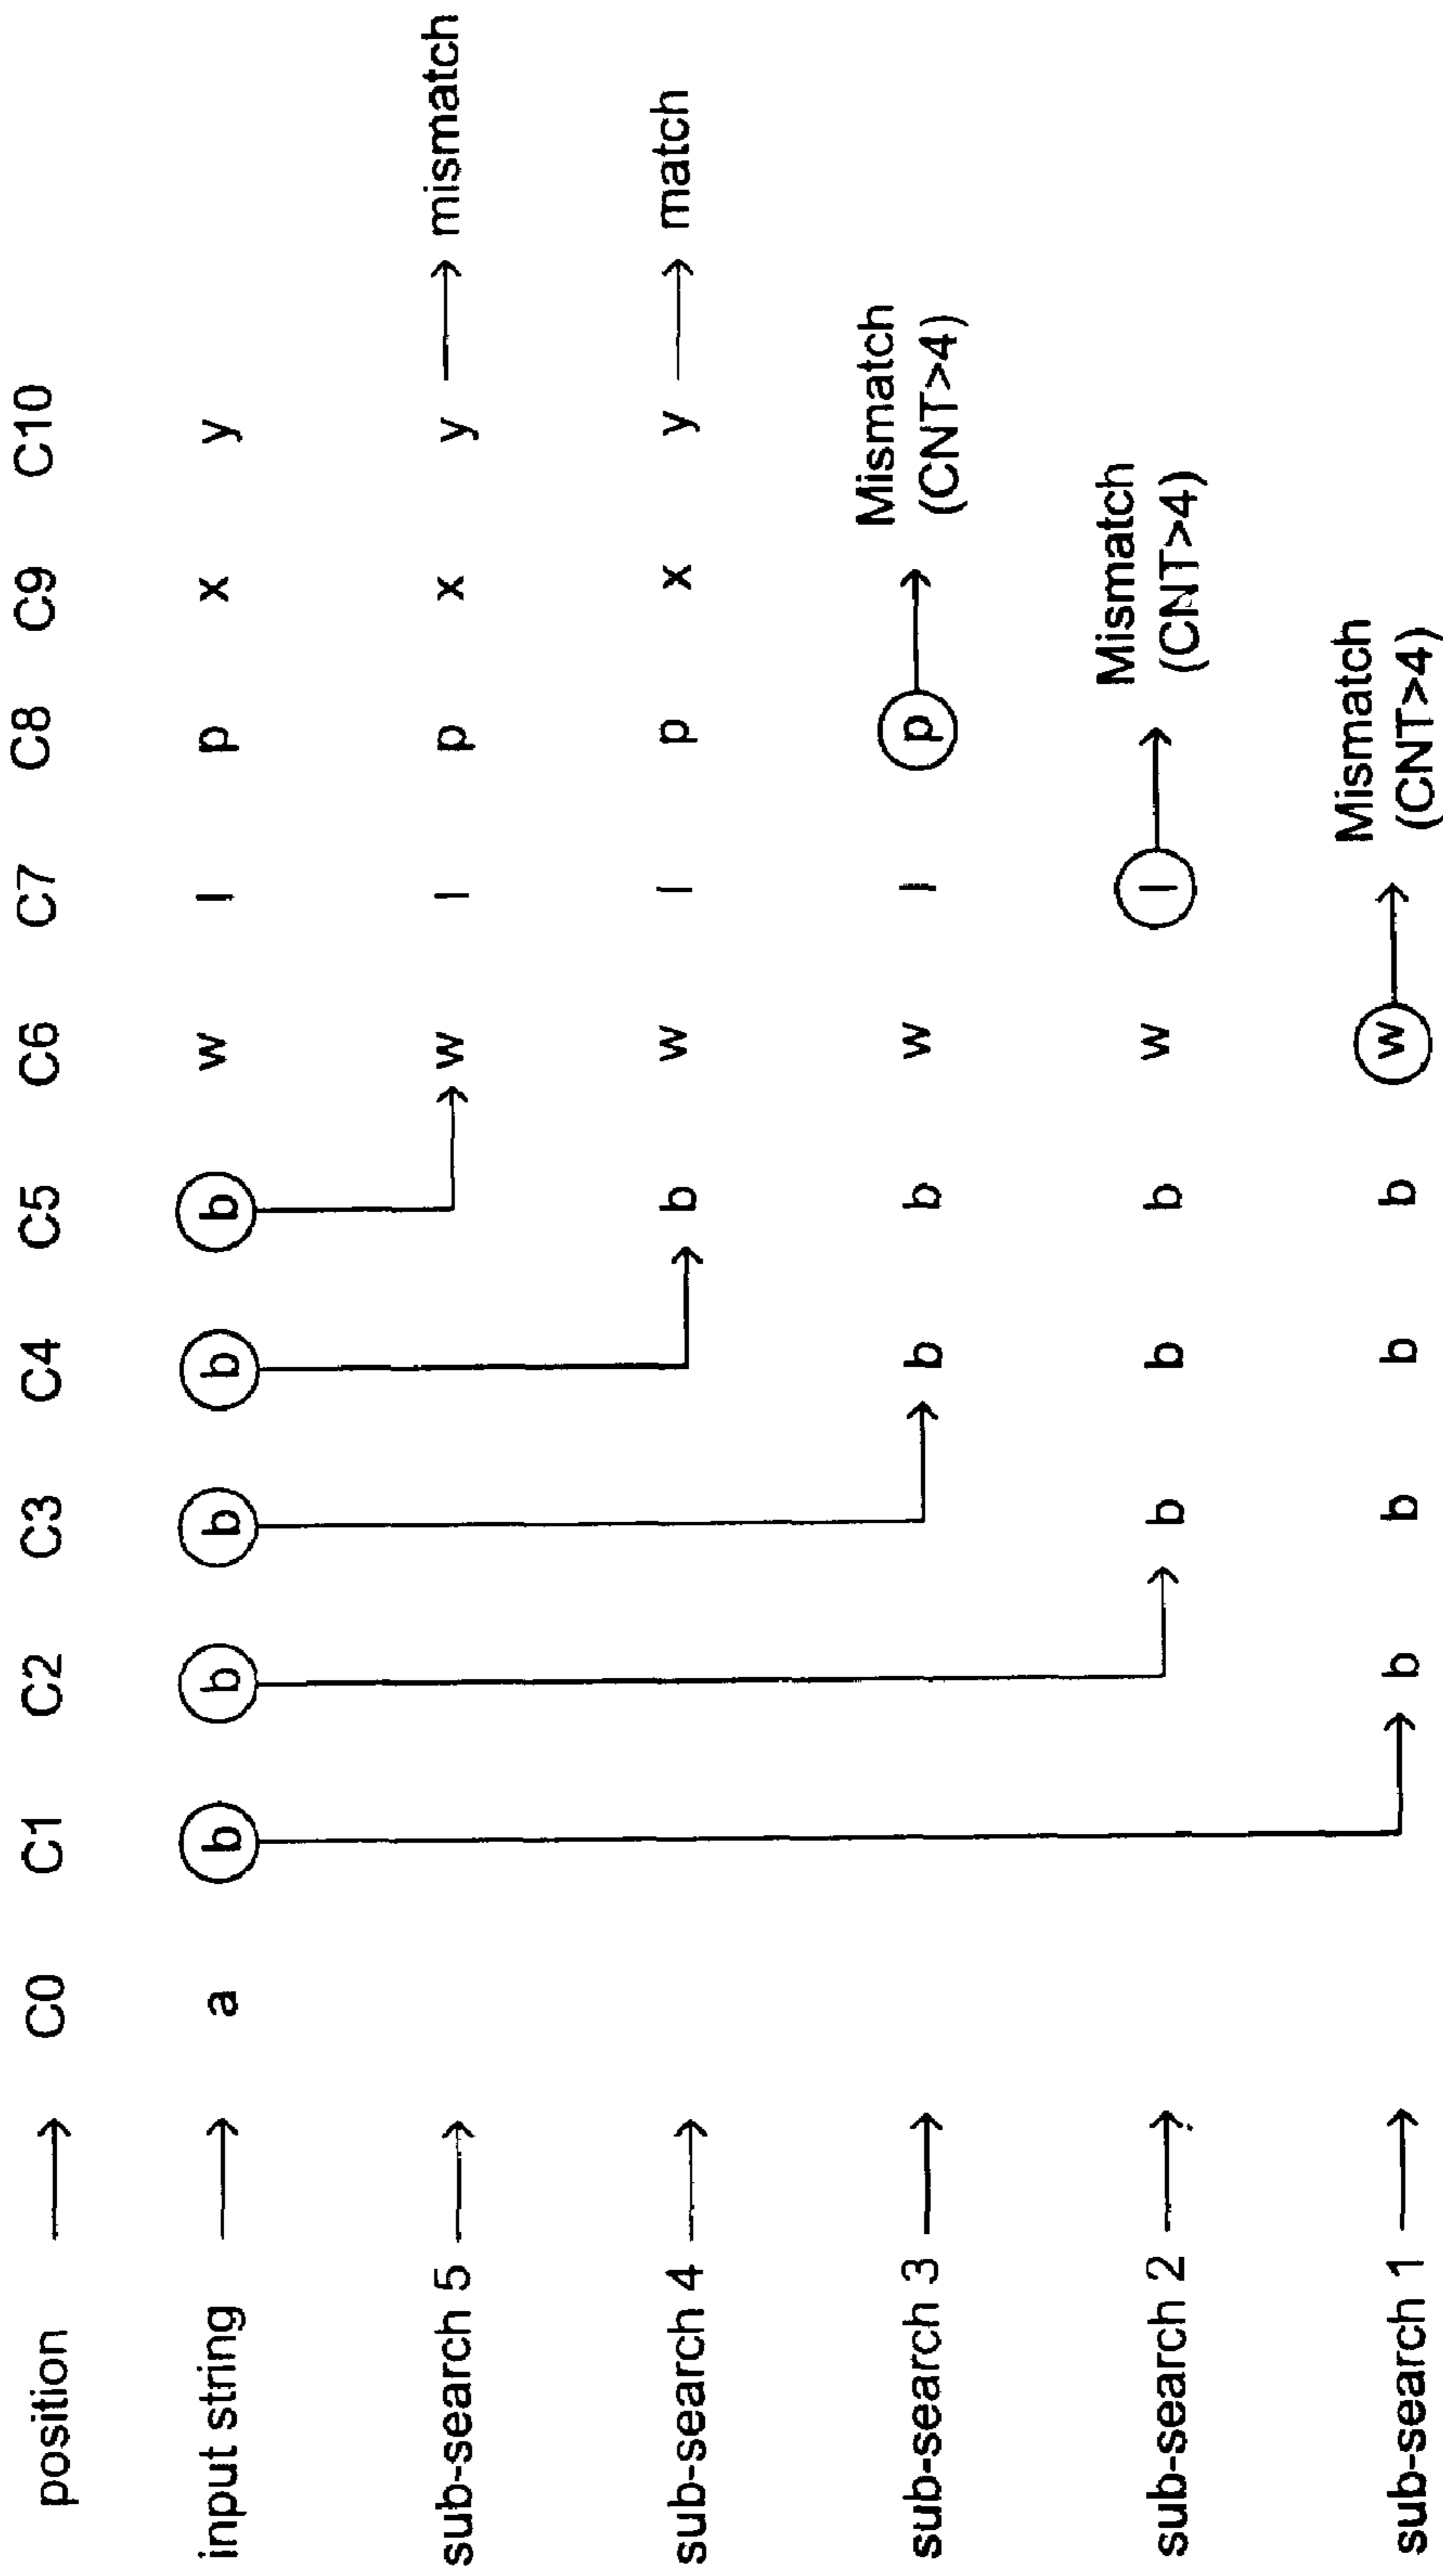 position C0 C1 C2 C3 C4 C5 C6 C7 C8 C9 C10
input string a b b b b b w l p x y
sub-search 5 w l p x y mismatch
sub-search 4 b w l p x y match
sub-search 3 b b w l p Mismatch
(CNT>4)
sub-search 2 b b b w l Mismatch
(CNT>4)
sub-search 1 b b b b w Mismatch
(CNT>4)